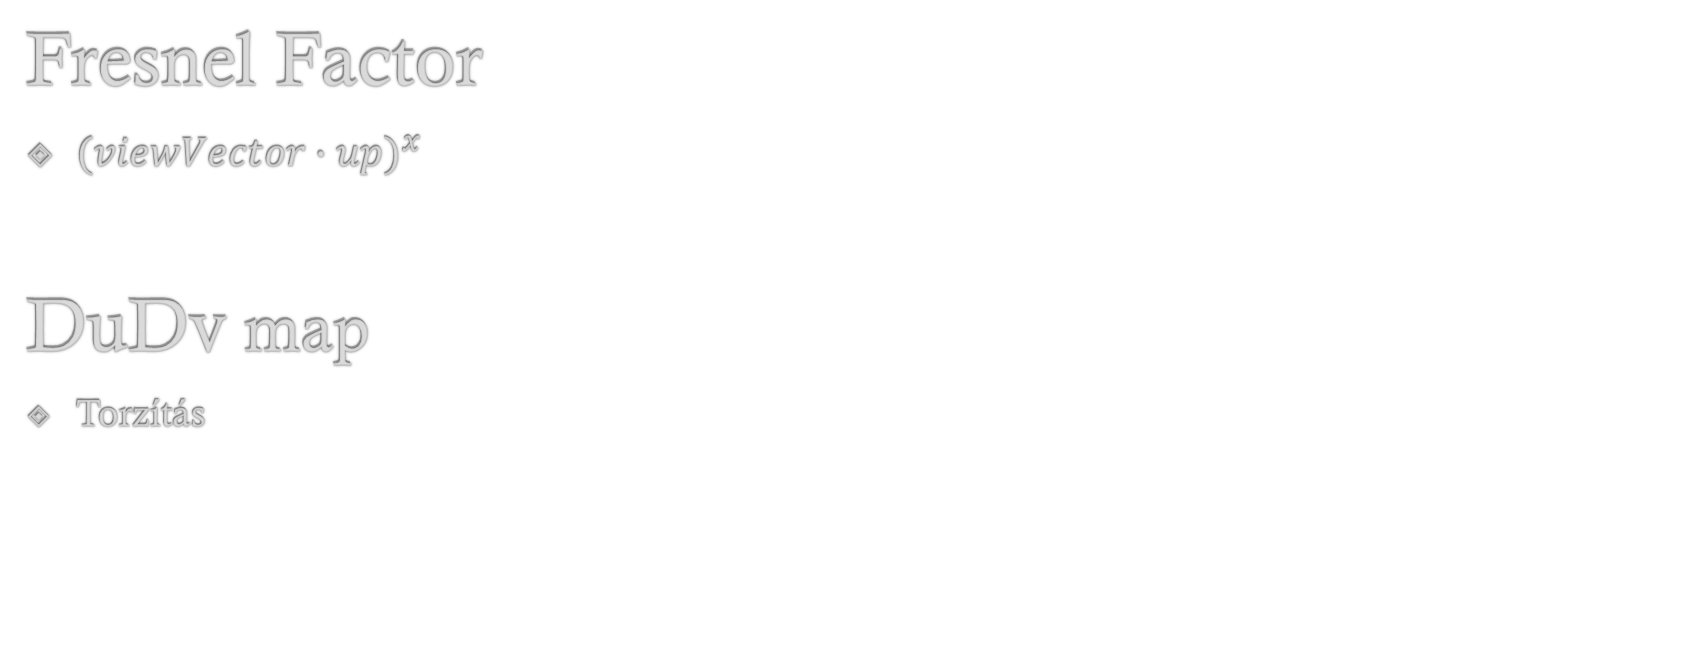 Fresnel Factor
❖ (viewVector · up)ˣ
DuDv map
❖ Torzítás